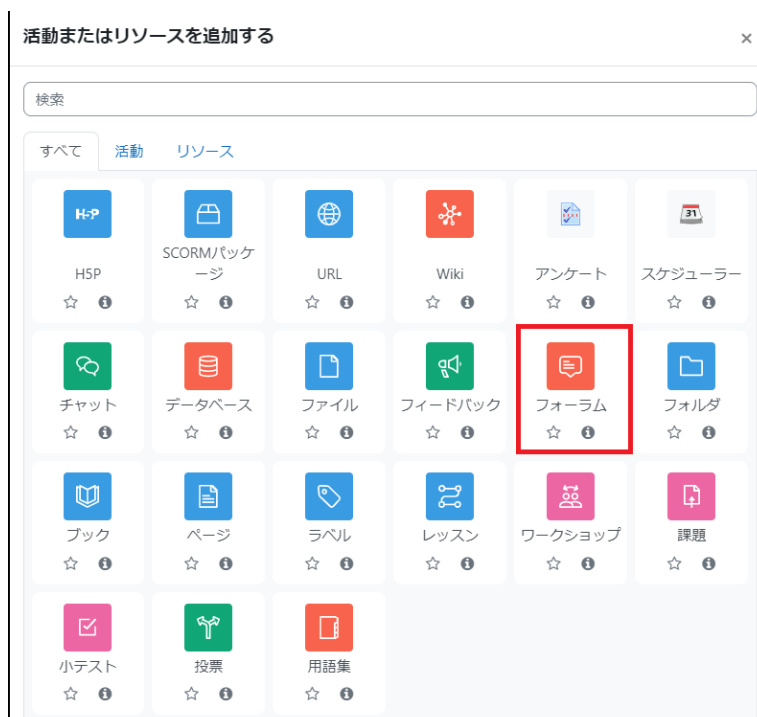 活動またはリソースを追加する
×
検索
すべて 活動 リソース
H5P
31
SCORMパッケ
ージ
H5P URL Wiki アンケート スケジューラー
チャット データベース ファイル フィードバック フォーラム フォルダ
ブック ページ ラベル レッスン ワークショップ 課題
小テスト 投票 用語集